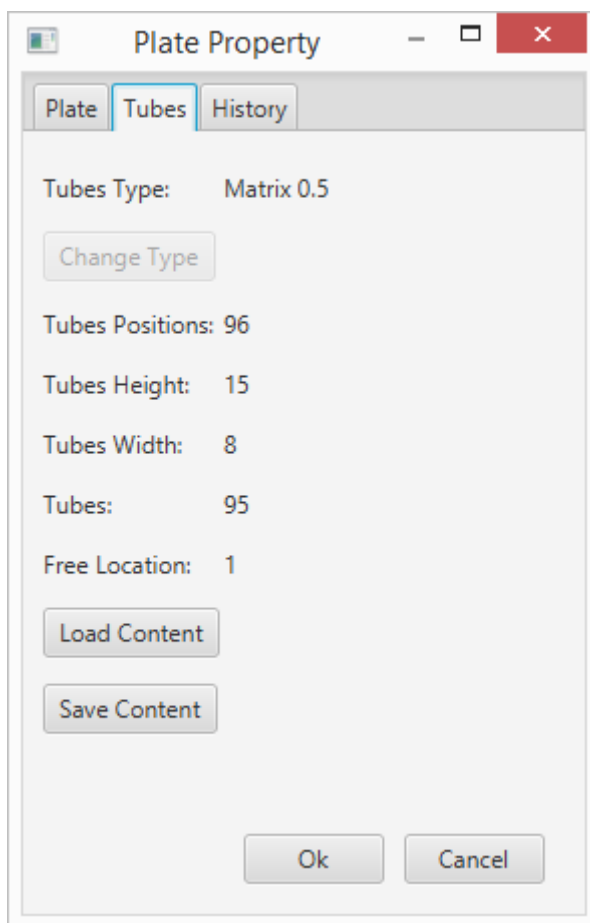 Plate Property
Plate Tubes History
Tubes Type: Matrix 0.5
Change Type
Tubes Positions: 96
Tubes Height: 15
Tubes Width: 8
Tubes: 95
Free Location: 1
Load Content
Save Content
Ok Cancel